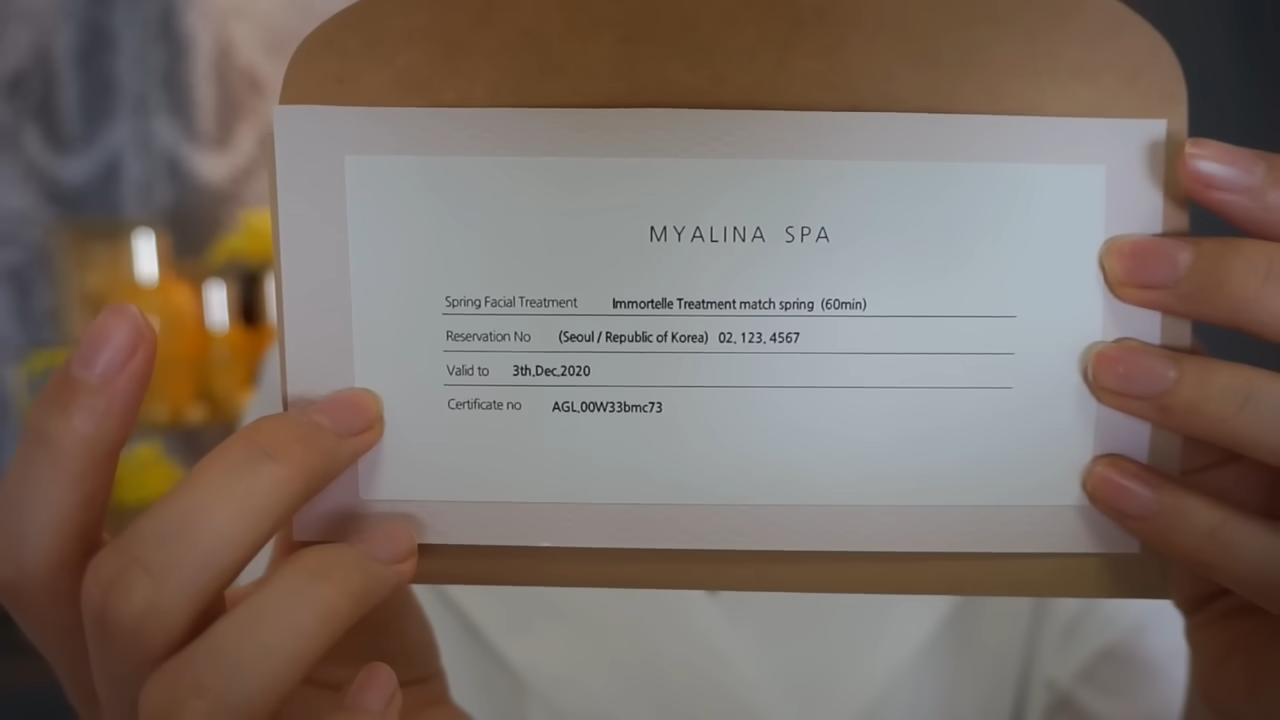 MYALINA SPA
Spring Facial Treatment Immortelle Treatment match spring (60min)
Reservation No (Seoul / Republic of Korea) 02. 123. 4567
Valid to 3th.Dec.2020
Certificate no AGL.00W33bmc73